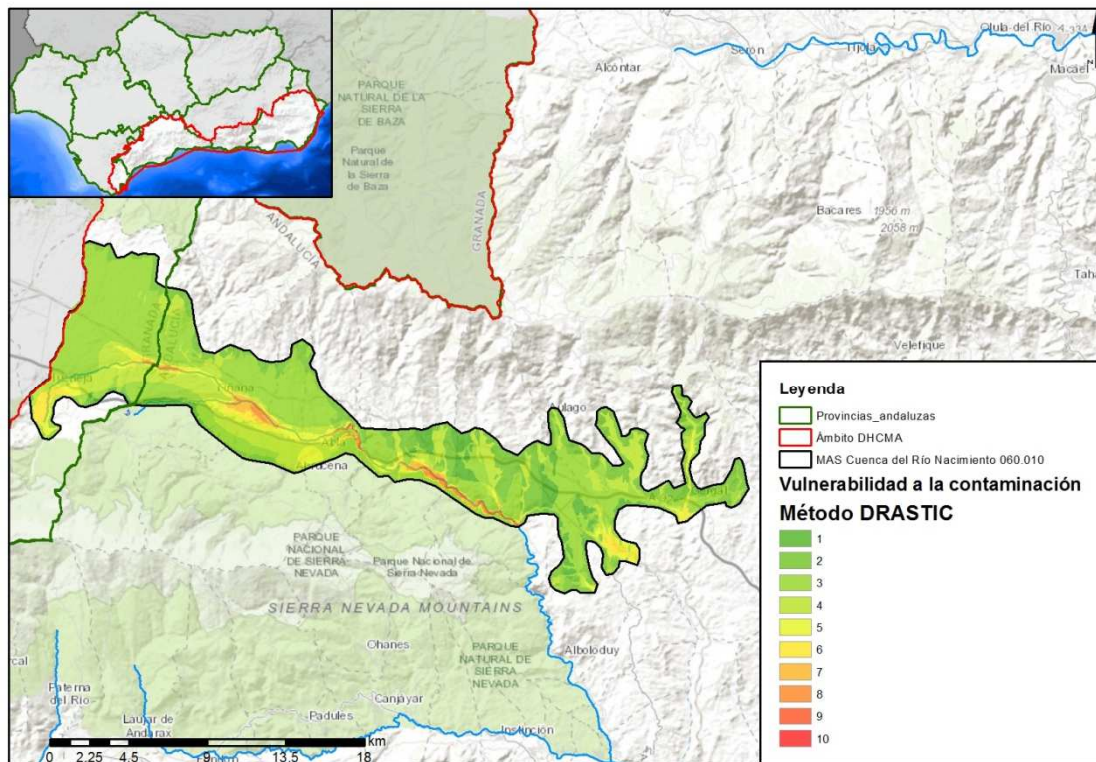 Olula del Río
4,334
Serón
Tíjola
N
Macael
Alcóntar
PARQUE
NATURAL DE LA
SIERRA
DE BAZA
Parque
Natural de
la Sierra
de Baza
ANDALUCÍA
GRANADA
Bacares
1956 m
2058 m
Velefique
GRANADA
Fiñana
Aulago
Abla
PARQUE
NACIONAL
DE SIERRA
NEVADA
Parque Nacional de
Sierra Nevada
SIERRA NEVADA MOUNTAINS
Ohanes
PARQUE
NATURAL DE
SIERRA
NEVADA
Alboloduy
Paterna
del Río
Laujar de
Andarax
Canjáyar
Padules
Instinción
km
0 2.25 4.5 9 13.5 18
Leyenda
Provincias_andaluzas
Ámbito DHCMA
MAS Cuenca del Río Nacimiento 060.010
Vulnerabilidad a la contaminación
Método DRASTIC
1
2
3
4
5
6
7
8
9
10